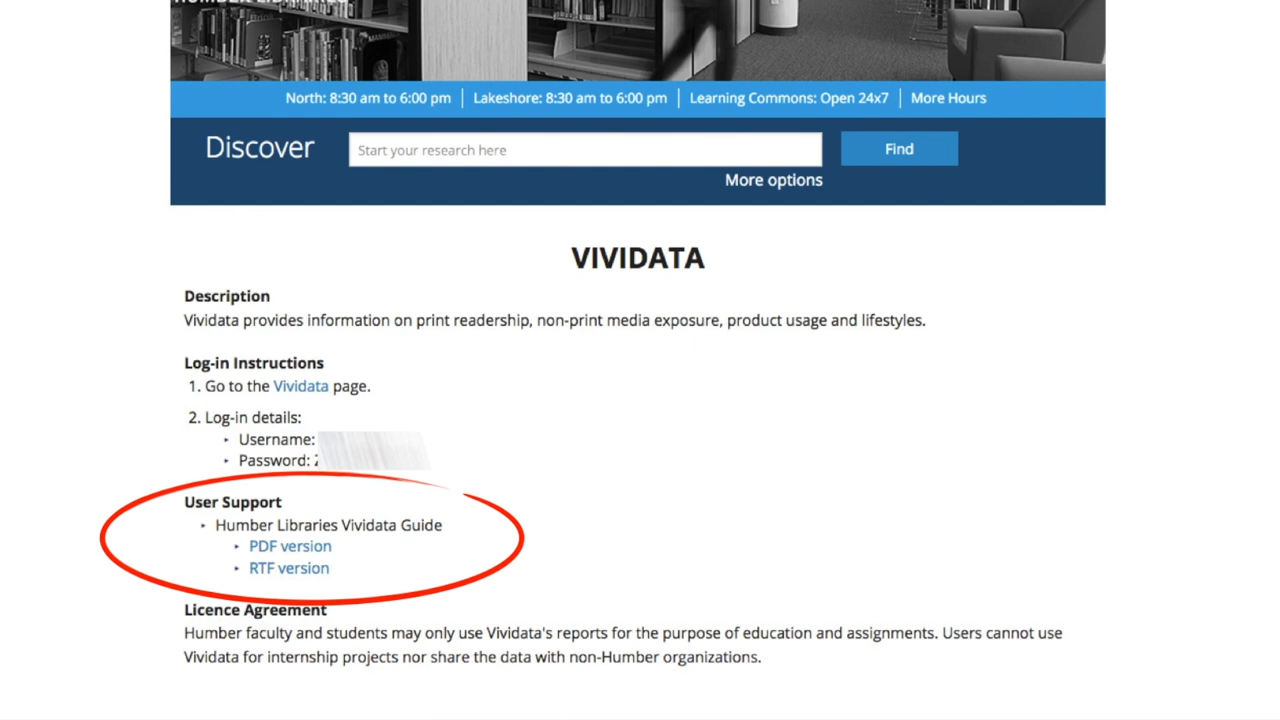 HUMBER LIBRARIES
North: 8:30 am to 6:00 pm | Lakeshore: 8:30 am to 6:00 pm | Learning Commons: Open 24x7 | More Hours
Discover Start your research here Find
More options
VIVIDATA
Description
Vividata provides information on print readership, non-print media exposure, product usage and lifestyles.
Log-in Instructions
1. Go to the Vividata page.
2. Log-in details:
‣ Username:
‣ Password:
User Support
‣ Humber Libraries Vividata Guide
‣ PDF version
‣ RTF version
Licence Agreement
Humber faculty and students may only use Vividata's reports for the purpose of education and assignments. Users cannot use
Vividata for internship projects nor share the data with non-Humber organizations.